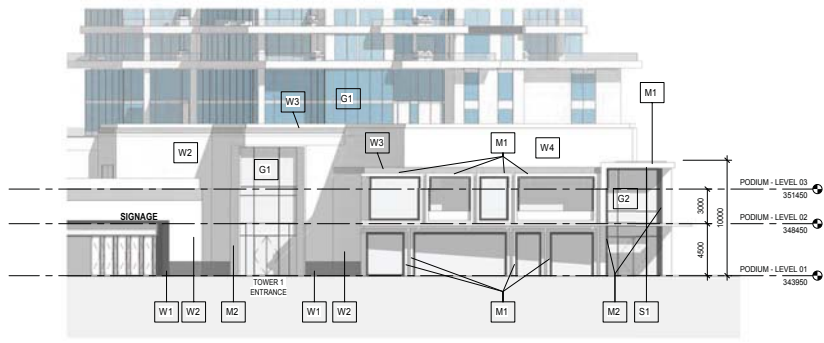 G1
W3
M1
W2
G1
W3
M1
W4
G2
PODIUM - LEVEL 03
351450
3000
10000
SIGNAGE
PODIUM - LEVEL 02
348450
4500
PODIUM - LEVEL 01
343950
TOWER 1
ENTRANCE
W1
W2
M2
W1
W2
M1
M2
S1